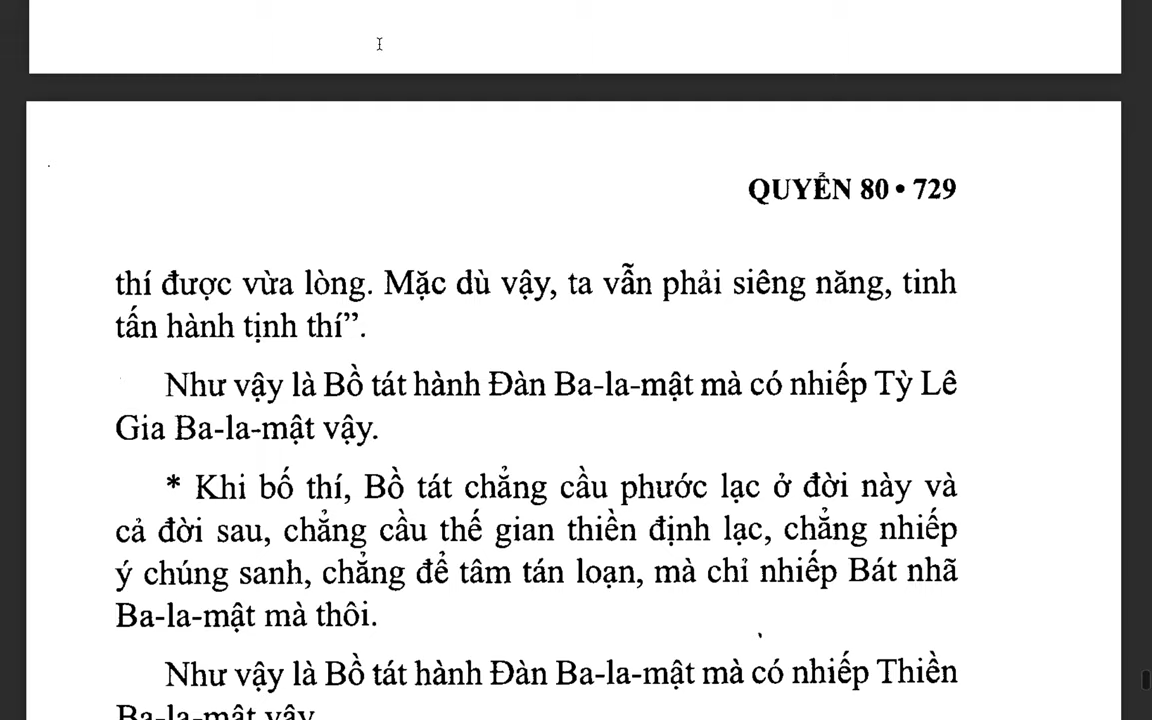 QUYỂN 80 • 729
thí được vừa lòng. Mặc dù vậy, ta vẫn phải siêng năng, tinh
tấn hành tịnh thí”.
Như vậy là Bồ tát hành Đàn Ba-la-mật mà có nhiếp Tỳ Lê
Gia Ba-la-mật vậy.
* Khi bố thí, Bồ tát chẳng cầu phước lạc ở đời này và
cả đời sau, chẳng cầu thế gian thiền định lạc, chẳng nhiếp
ý chúng sanh, chẳng để tâm tán loạn, mà chỉ nhiếp Bát nhã
Ba-la-mật mà thôi.
Như vậy là Bồ tát hành Đàn Ba-la-mật mà có nhiếp Thiền
Ba-la-mật vậy